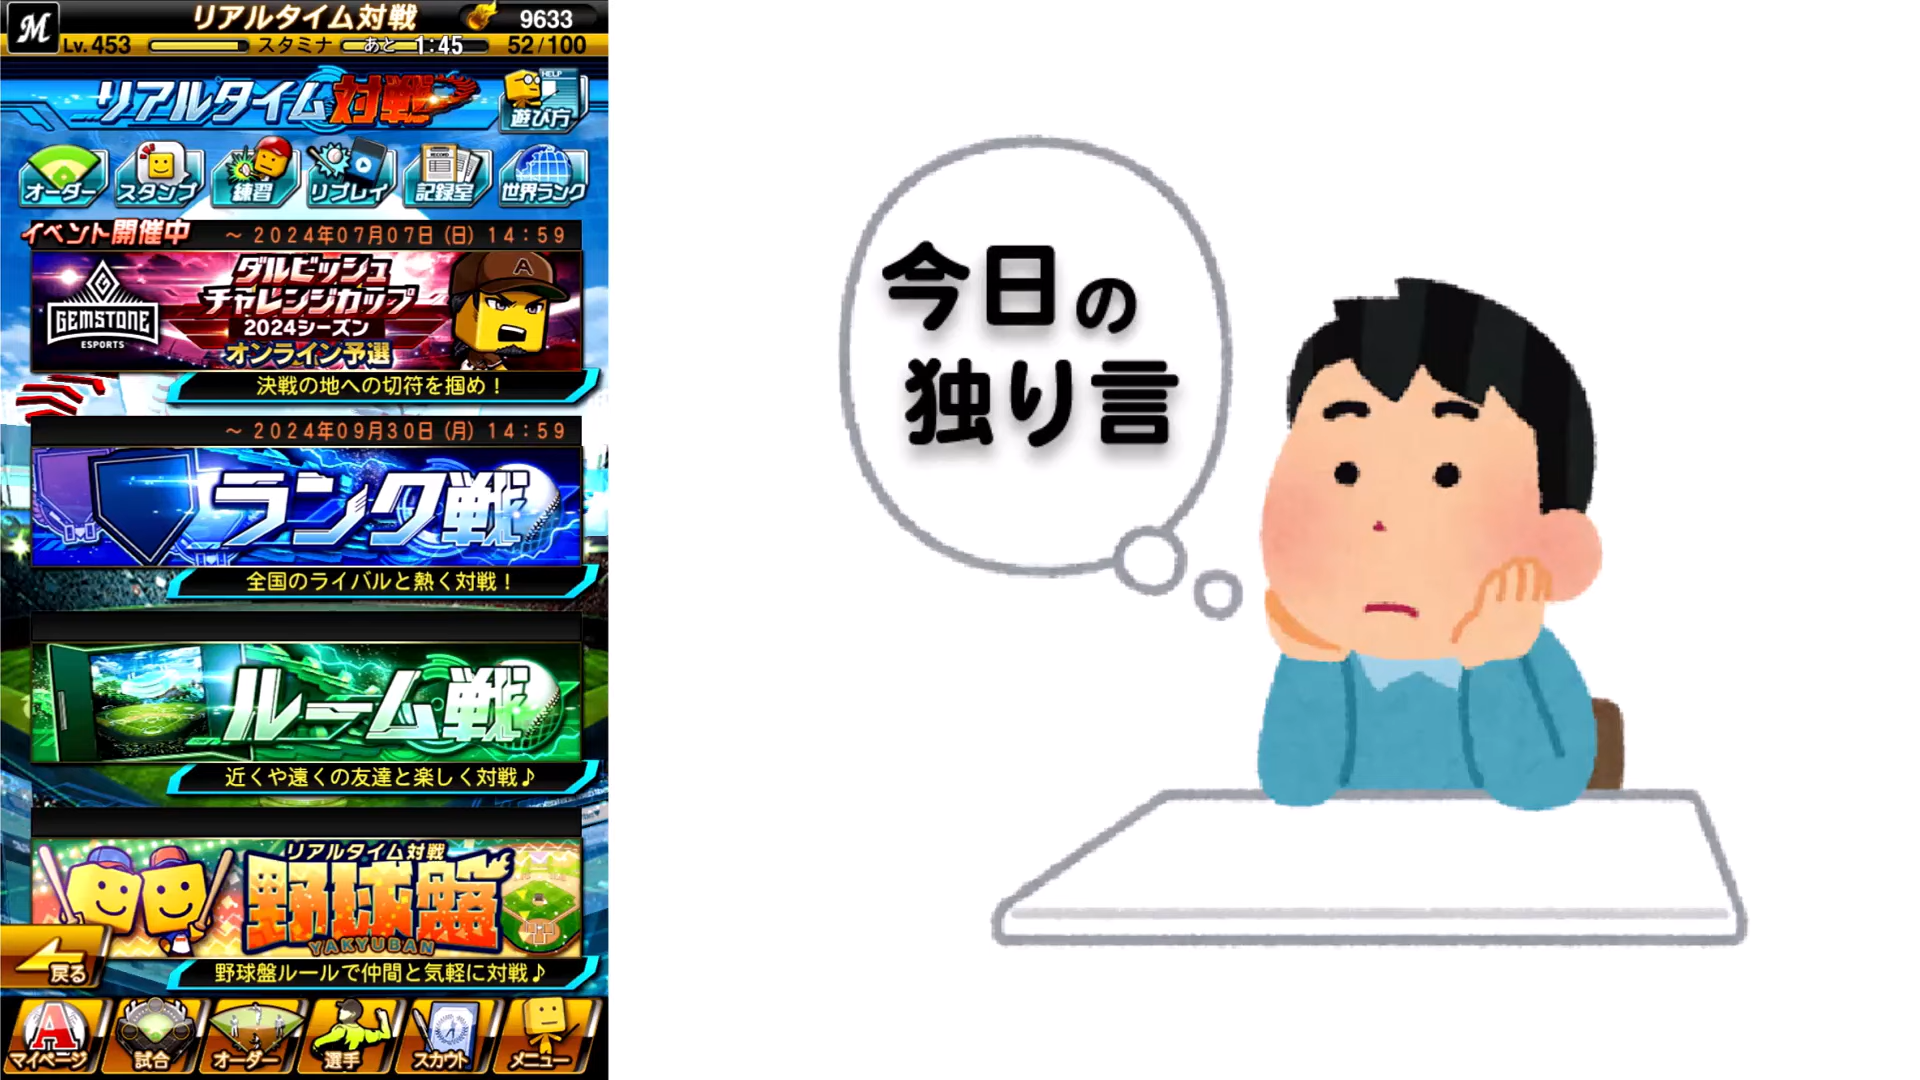 M
リアルタイム対戦
9633
Lv.453
スタミナ
あと 1:45
52/100
リアルタイム対戦
HELP
遊び方
オーダー
スタンプ
練習
リプレイ
RECORD
記録室
世界ランク
イベント開催中
～2024年07月07日(日)14:59
GEMSTONE
ESPORTS
ダルビッシュ
チャレンジカップ
2024シーズン
オンライン予選
A
決戦の地への切符を掴め！
～2024年09月30日(月)14:59
ランク戦
全国のライバルと熱く対戦！
ルーム戦
近くや遠くの友達と楽しく対戦♪
リアルタイム対戦
野球盤
YAKYUBAN
野球盤ルールで仲間と気軽に対戦♪
戻る
A
マイページ
試合
オーダー
選手
スカウト
メニュー
今日の
独り言